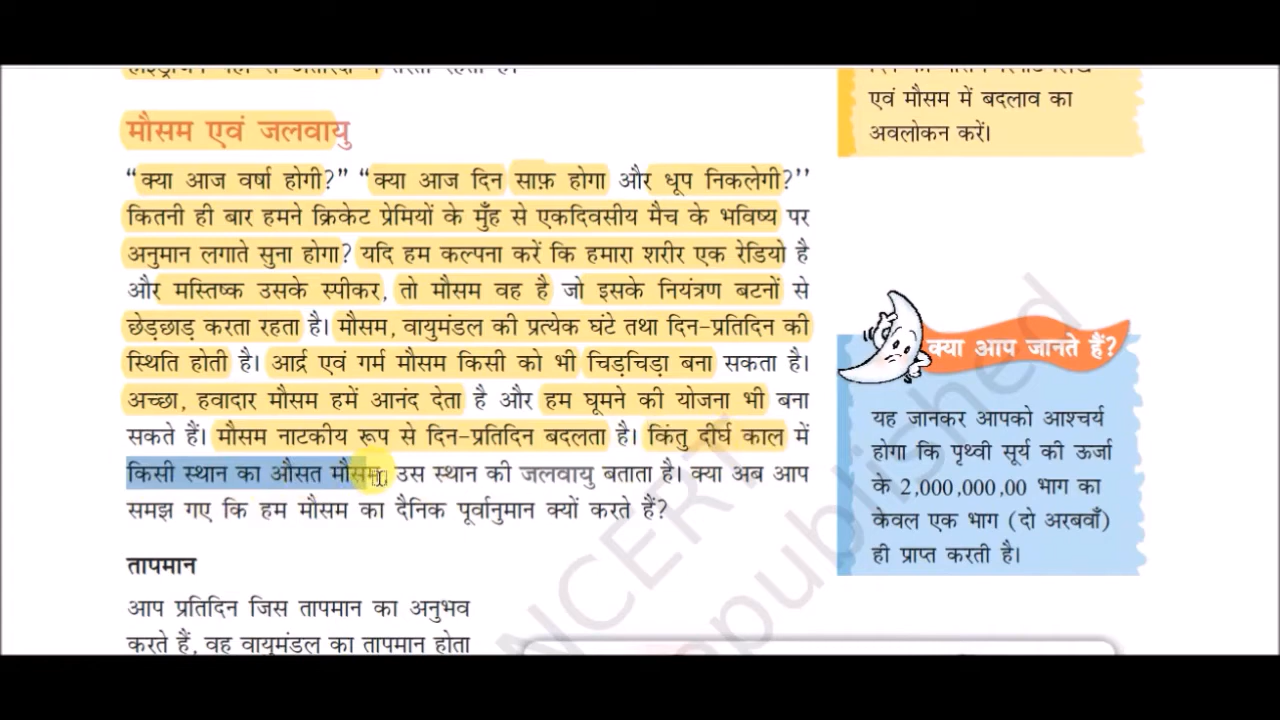 मौसम एवं जलवायु
“क्या आज वर्षा होगी?” “क्या आज दिन साफ़ होगा और धूप निकलेगी?’’
कितनी ही बार हमने क्रिकेट प्रेमियों के मुँह से एकदिवसीय मैच के भविष्य पर
अनुमान लगाते सुना होगा? यदि हम कल्पना करें कि हमारा शरीर एक रेडियो है
और मस्तिष्क उसके स्पीकर, तो मौसम वह है जो इसके नियंत्रण बटनों से
छेड़छाड़ करता रहता है। मौसम, वायुमंडल की प्रत्येक घंटे तथा दिन-प्रतिदिन की
स्थिति होती है। आर्द्र एवं गर्म मौसम किसी को भी चिड़चिड़ा बना सकता है।
अच्छा, हवादार मौसम हमें आनंद देता है और हम घूमने की योजना भी बना
सकते हैं। मौसम नाटकीय रूप से दिन-प्रतिदिन बदलता है। किंतु दीर्घ काल में
किसी स्थान का औसत मौसम, उस स्थान की जलवायु बताता है। क्या अब आप
समझ गए कि हम मौसम का दैनिक पूर्वानुमान क्यों करते हैं?
तापमान
आप प्रतिदिन जिस तापमान का अनुभव
करते हैं, वह वायुमंडल का तापमान होता
एवं मौसम में बदलाव का
अवलोकन करें।
क्या आप जानते हैं?
यह जानकर आपको आश्चर्य
होगा कि पृथ्वी सूर्य की ऊर्जा
के 2,000,000,00 भाग का
केवल एक भाग (दो अरबवाँ)
ही प्राप्त करती है।
NCERT
republished